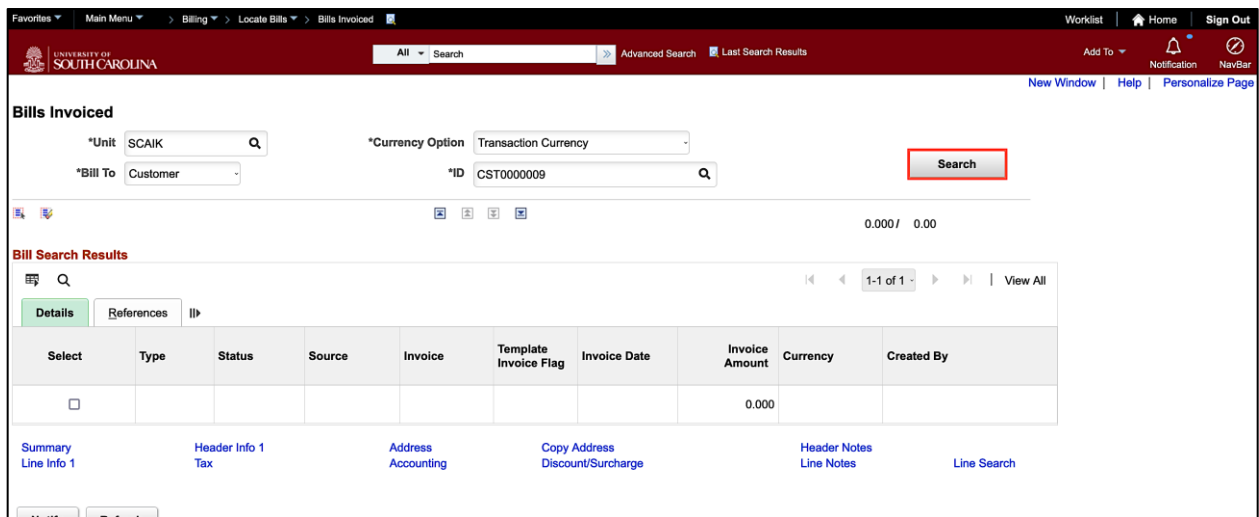 Favorites Main Menu > Billing > Locate Bills > Bills Invoiced Worklist Home Sign Out
UNIVERSITY OF SOUTH CAROLINA All Search » Advanced Search Last Search Results Add To Notification NavBar
New Window | Help | Personalize Page
Bills Invoiced
*Unit SCAIK *Currency Option Transaction Currency Search
*Bill To Customer *ID CST0000009
0.000 / 0.00
Bill Search Results
1-1 of 1 | View All
Details References
Select Type Status Source Invoice Template Invoice Flag Invoice Date Invoice Amount Currency Created By
0.000
Summary Header Info 1 Address Copy Address Header Notes
Line Info 1 Tax Accounting Discount/Surcharge Line Notes Line Search